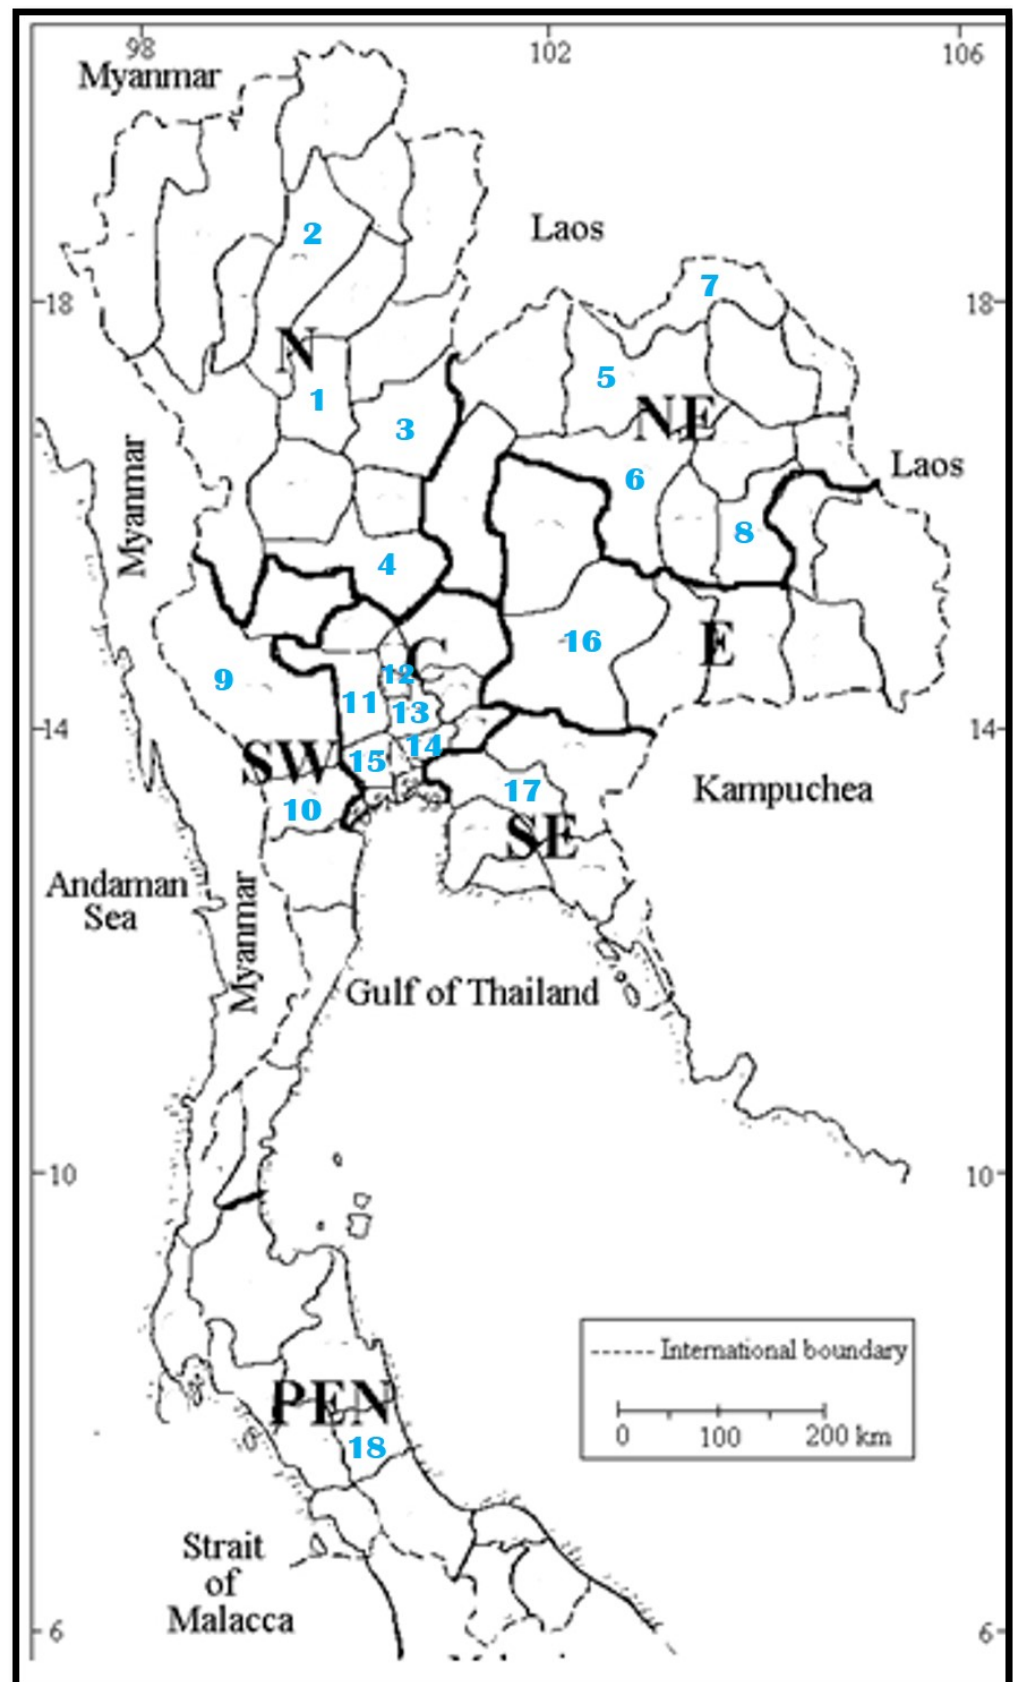 98
102
106
Myanmar
Laos
2
7
18
18
N
5
1
NE
3
Laos
6
Myanmar
8
4
16
E
C
12
9
11
13
14
14
14
SW
15
Kampuchea
17
10
SE
Andaman
Sea
Myanmar
Gulf of Thailand
10
10
International boundary
PEN
0
100
200 km
18
Strait
of
Malacca
6
6